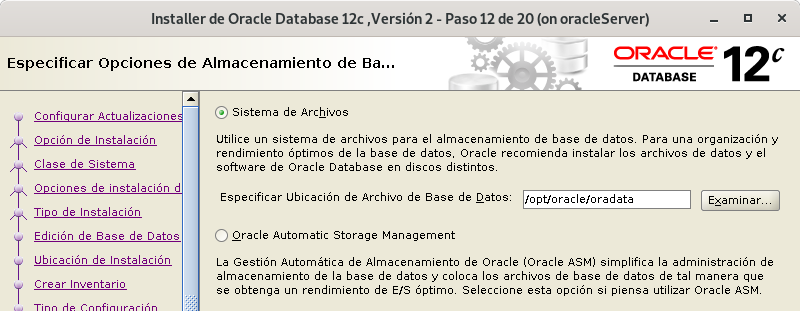 Installer de Oracle Database 12c ,Versión 2 - Paso 12 de 20 (on oracleServer)
Especificar Opciones de Almacenamiento de Ba...
ORACLE
DATABASE
12c
Configurar Actualizaciones
Opción de Instalación
Clase de Sistema
Opciones de instalación d
Tipo de Instalación
Edición de Base de Datos
Ubicación de Instalación
Crear Inventario
Tipo de Configuración
Sistema de Archivos
Utilice un sistema de archivos para el almacenamiento de base de datos. Para una organización y
rendimiento óptimos de la base de datos, Oracle recomienda instalar los archivos de datos y el
software de Oracle Database en discos distintos.
Especificar Ubicación de Archivo de Base de Datos: /opt/oracle/oradata Examinar...
Oracle Automatic Storage Management
La Gestión Automática de Almacenamiento de Oracle (Oracle ASM) simplifica la administración de
almacenamiento de la base de datos y coloca los archivos de base de datos de tal manera que
se obtenga un rendimiento de E/S óptimo. Seleccione esta opción si piensa utilizar Oracle ASM.